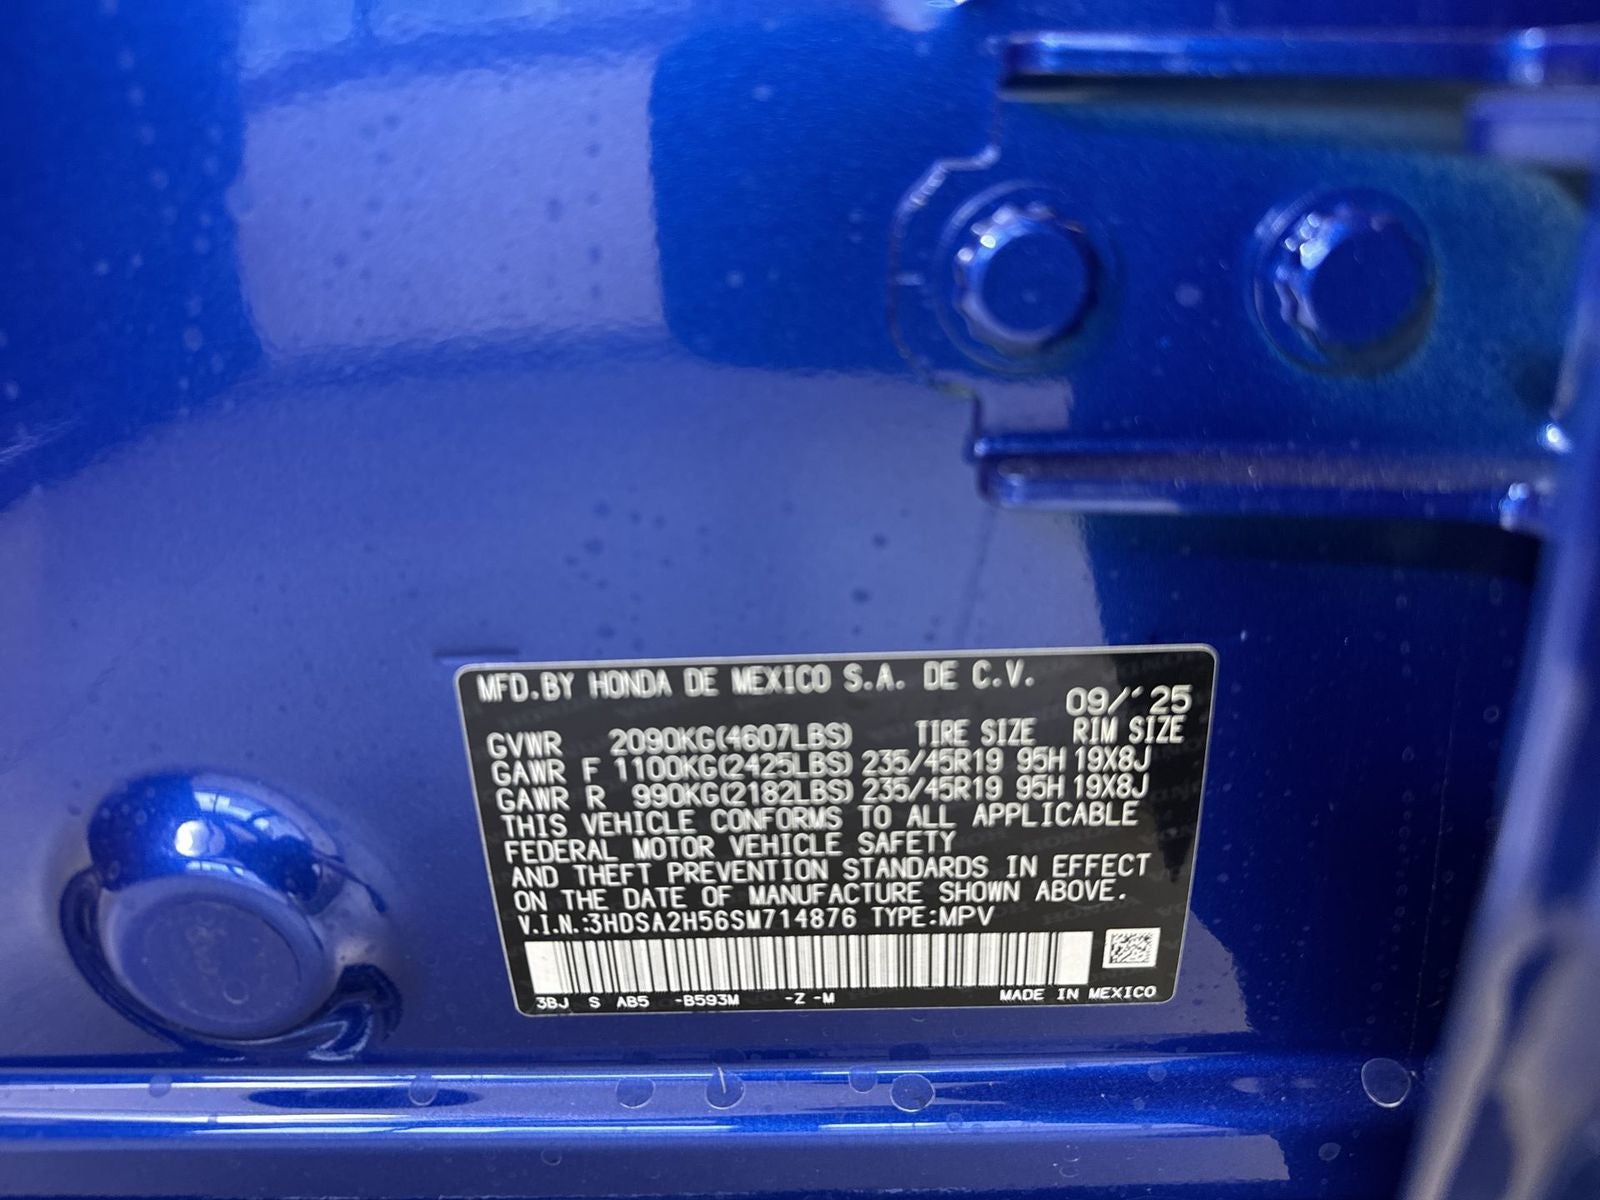 MFD.BY HONDA DE MEXICO S.A. DE C.V.
09/'25
GVWR 2090KG(4607LBS) TIRE SIZE RIM SIZE
GAWR F 1100KG(2425LBS) 235/45R19 95H 19X8J
GAWR R 990KG(2182LBS) 235/45R19 95H 19X8J
THIS VEHICLE CONFORMS TO ALL APPLICABLE
FEDERAL MOTOR VEHICLE SAFETY
AND THEFT PREVENTION STANDARDS IN EFFECT
ON THE DATE OF MANUFACTURE SHOWN ABOVE.
V.I.N.:3HDSA2H56SM714876 TYPE:MPV
3BJ S AB5 -B593M -Z -M MADE IN MEXICO